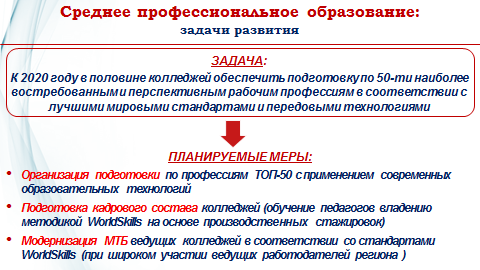 Среднее профессиональное образование:
задачи развития
ЗАДАЧА:
К 2020 году в половине колледжей обеспечить подготовку по 50-ти наиболее
востребованным и перспективным рабочим профессиям в соответствии с
лучшими мировыми стандартами и передовыми технологиями
ПЛАНИРУЕМЫЕ МЕРЫ:
• Организация подготовки по профессиям ТОП-50 с применением современных
образовательных технологий
• Подготовка кадрового состава колледжей (обучение педагогов владению
методикой WorldSkills на основе производственных стажировок)
• Модернизация МТБ ведущих колледжей в соответствии со стандартами
WorldSkills (при широком участии ведущих работодателей региона )